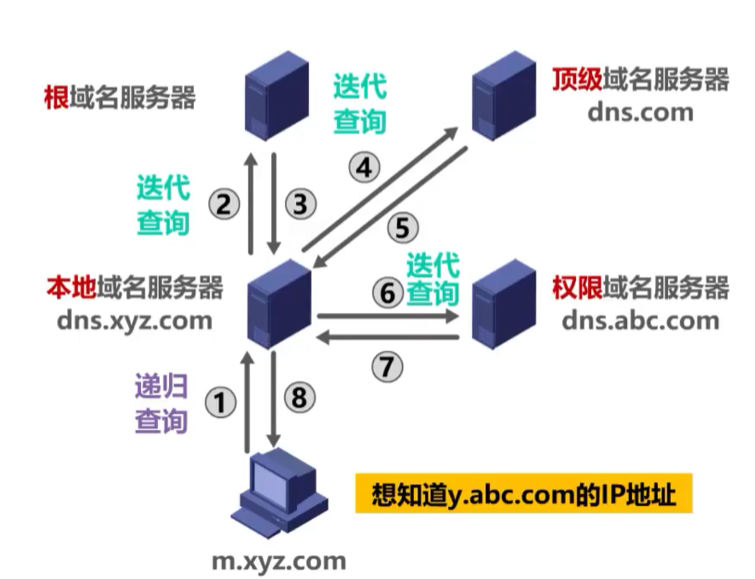 根域名服务器
迭代
查询
顶级域名服务器
dns.com
④
迭代
查询
②
③
⑤
本地域名服务器
dns.xyz.com
迭代
查询
⑥
权限域名服务器
dns.abc.com
⑦
递归
查询
①
⑧
想知道y.abc.com的IP地址
m.xyz.com